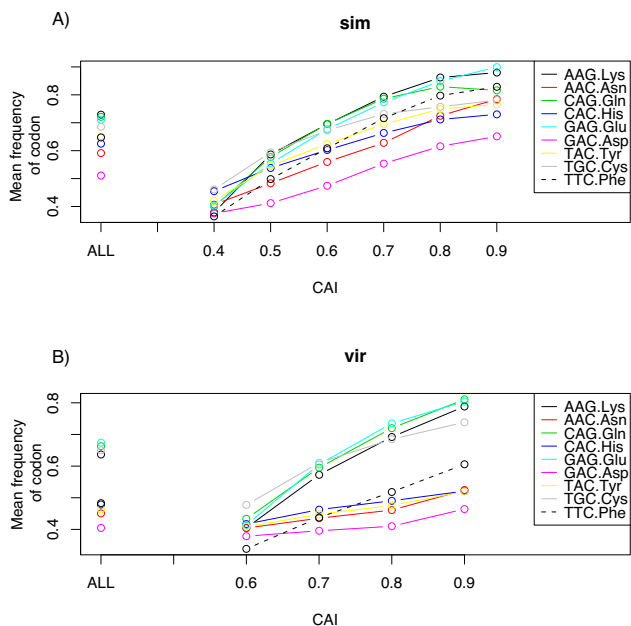 A)
sim
Mean frequency
of codon
0.8
0.6
0.4
ALL 0.4 0.5 0.6 0.7 0.8 0.9
CAI
AAG.Lys
AAC.Asn
CAG.Gln
CAC.His
GAG.Glu
GAC.Asp
TAC.Tyr
TGC.Cys
TTC.Phe
B)
vir
Mean frequency
of codon
0.8
0.6
0.4
ALL 0.6 0.7 0.8 0.9
CAI
AAG.Lys
AAC.Asn
CAG.Gln
CAC.His
GAG.Glu
GAC.Asp
TAC.Tyr
TGC.Cys
TTC.Phe